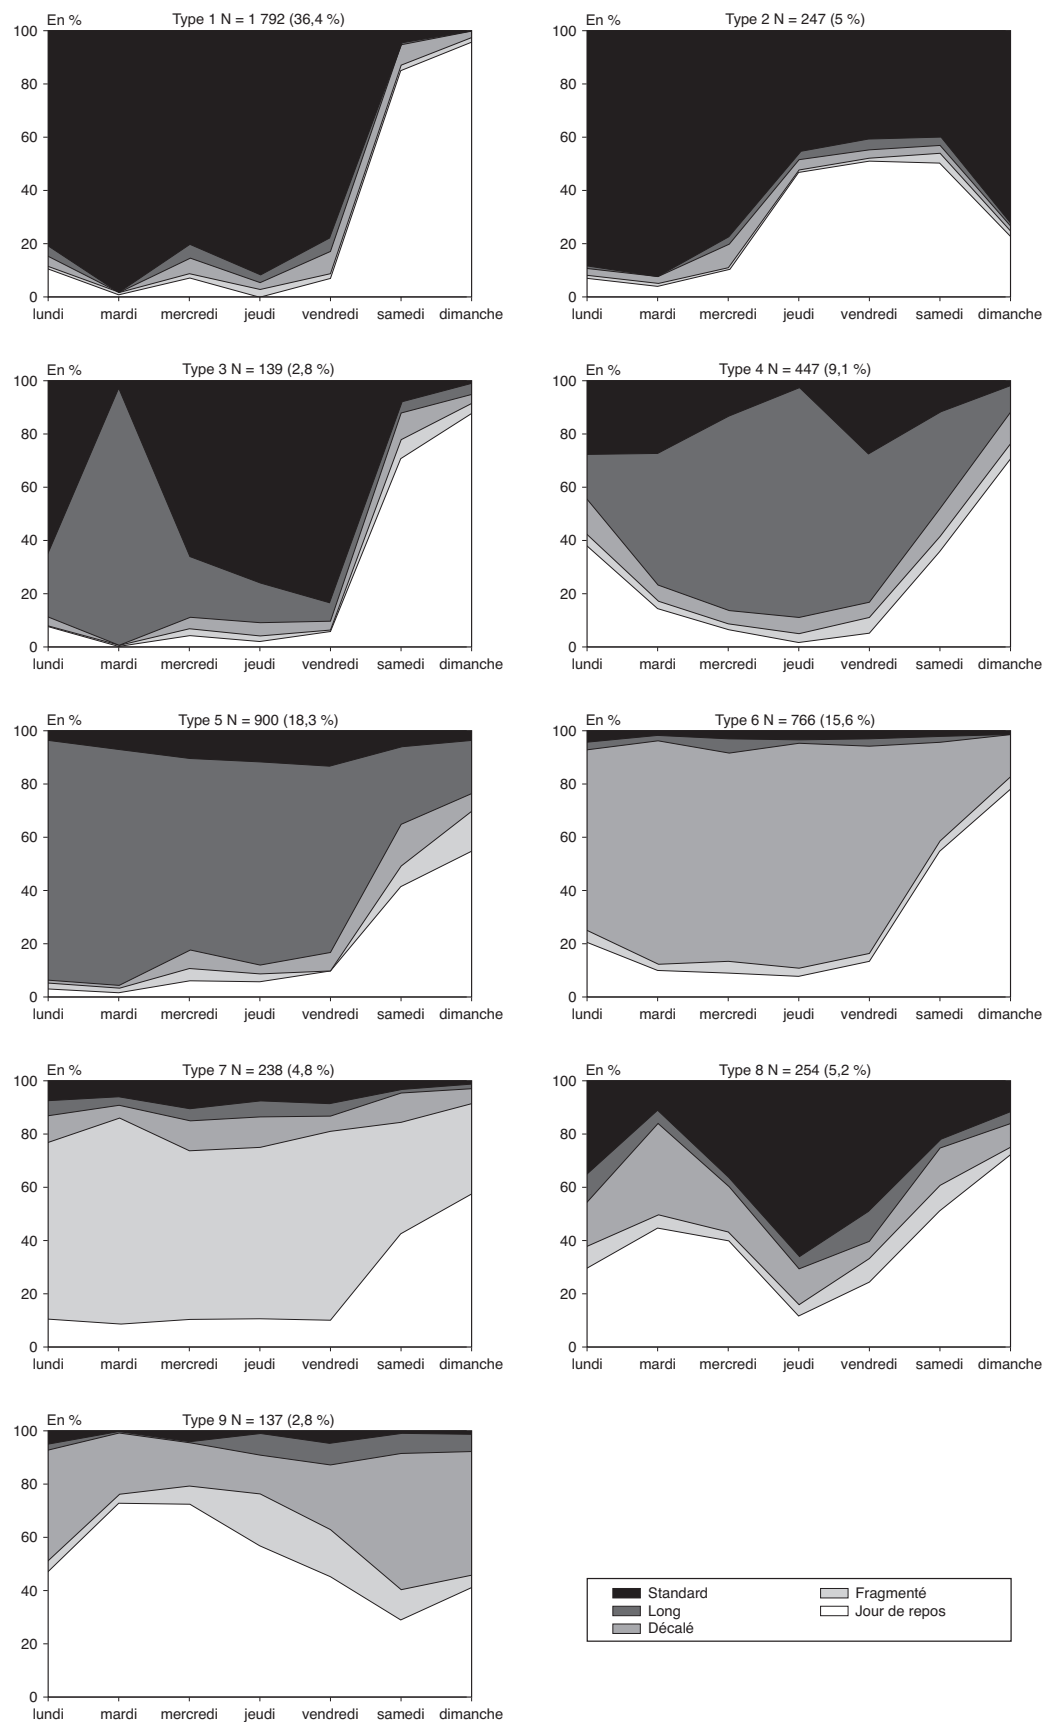 En %
Type 1 N = 1 792 (36,4 %)
100
80
60
40
20
0
lundi mardi mercredi jeudi vendredi samedi dimanche
En %
Type 2 N = 247 (5 %)
100
80
60
40
20
0
lundi mardi mercredi jeudi vendredi samedi dimanche
En %
Type 3 N = 139 (2,8 %)
100
80
60
40
20
0
lundi mardi mercredi jeudi vendredi samedi dimanche
En %
Type 4 N = 447 (9,1 %)
100
80
60
40
20
0
lundi mardi mercredi jeudi vendredi samedi dimanche
En %
Type 5 N = 900 (18,3 %)
100
80
60
40
20
0
lundi mardi mercredi jeudi vendredi samedi dimanche
En %
Type 6 N = 766 (15,6 %)
100
80
60
40
20
0
lundi mardi mercredi jeudi vendredi samedi dimanche
En %
Type 7 N = 238 (4,8 %)
100
80
60
40
20
0
lundi mardi mercredi jeudi vendredi samedi dimanche
En %
Type 8 N = 254 (5,2 %)
100
80
60
40
20
0
lundi mardi mercredi jeudi vendredi samedi dimanche
En %
Type 9 N = 137 (2,8 %)
100
80
60
40
20
0
lundi mardi mercredi jeudi vendredi samedi dimanche
Standard
Long
Décalé
Fragmenté
Jour de repos